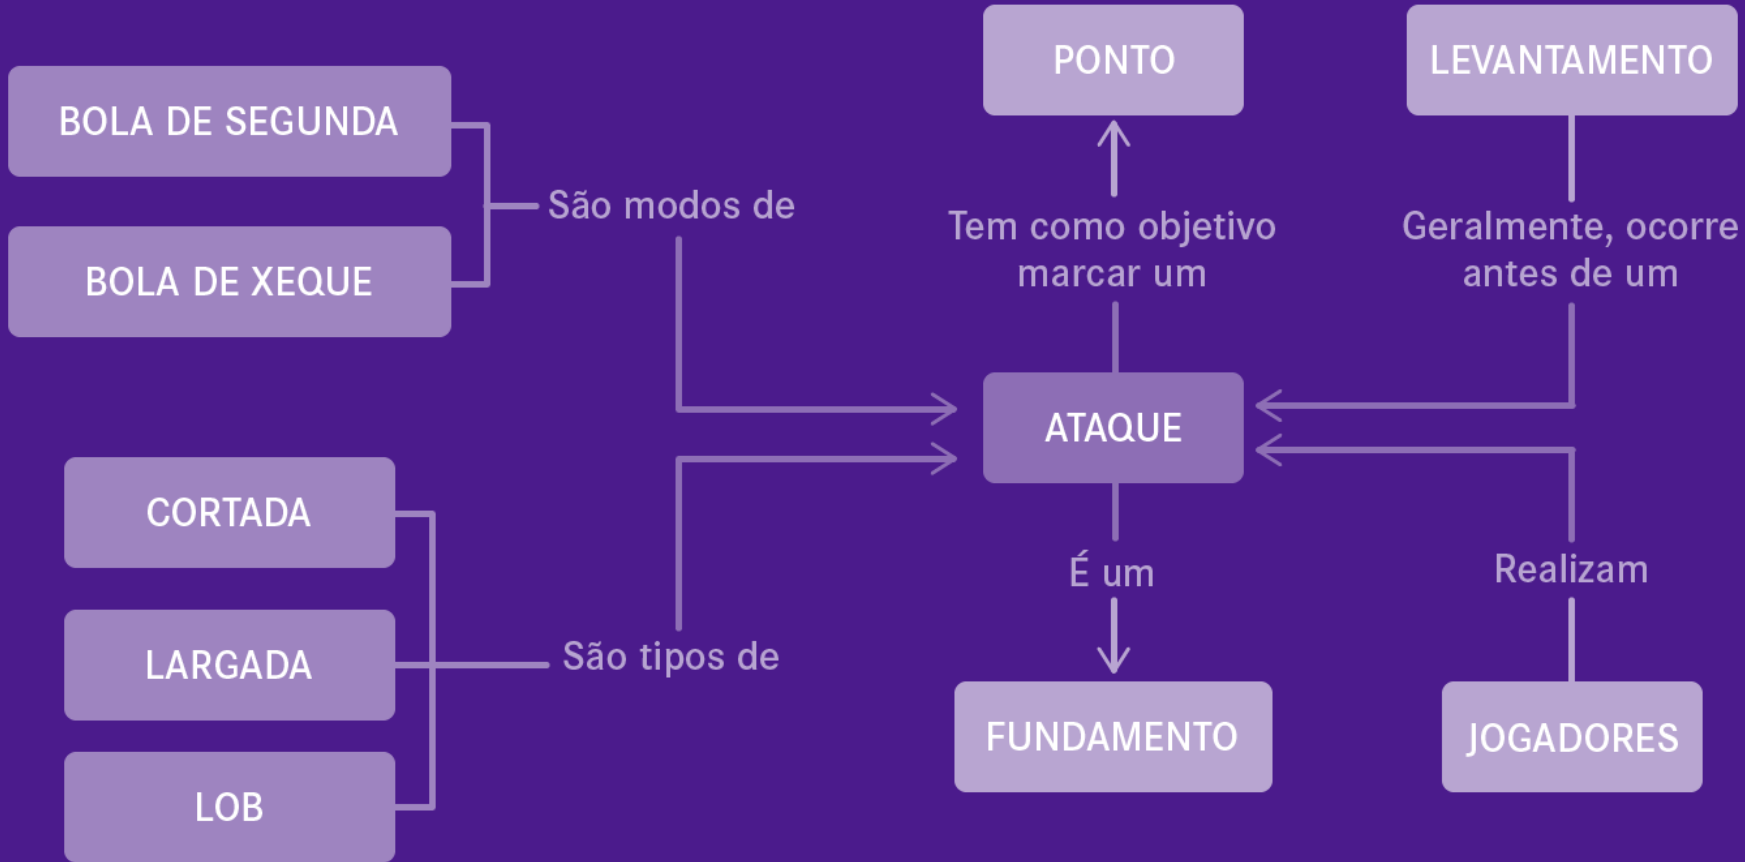 PONTO
LEVANTAMENTO
BOLA DE SEGUNDA
São modos de
BOLA DE XEQUE
Tem como objetivo
marcar um
Geralmente, ocorre
antes de um
ATAQUE
CORTADA
LARGADA
LOB
São tipos de
É um
Realizam
FUNDAMENTO
JOGADORES